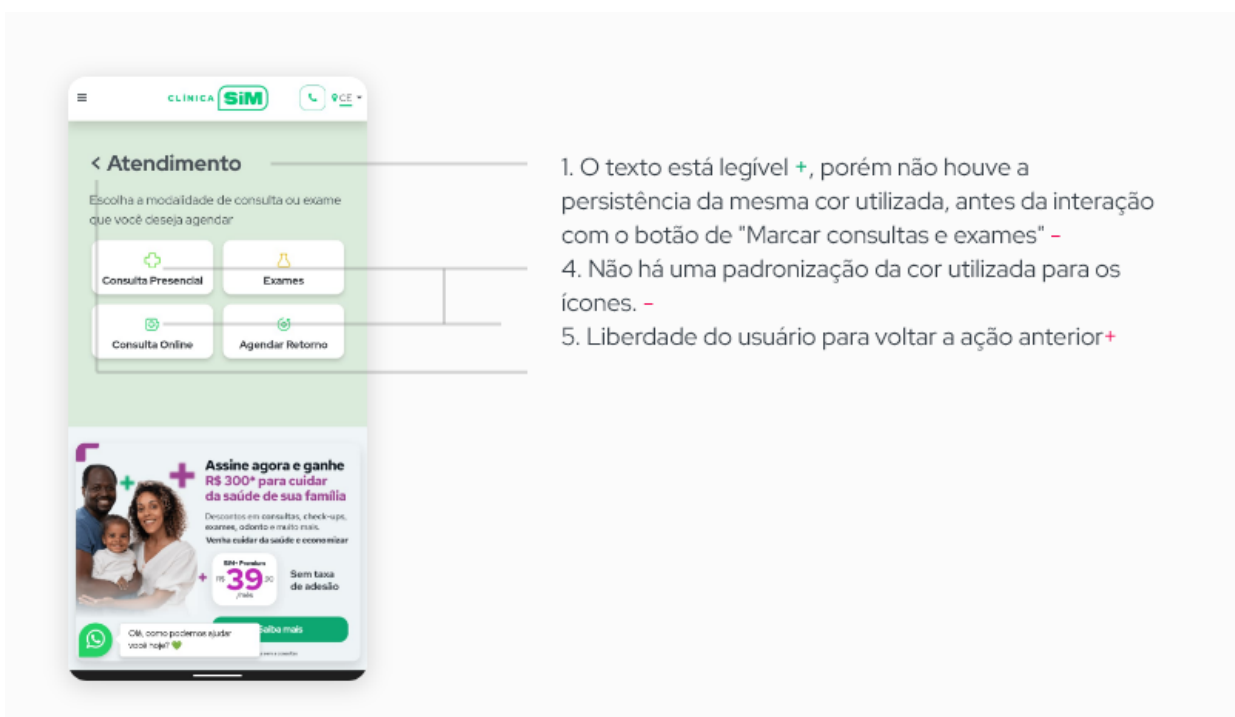 CLINICA SiM
CE
< Atendimento
Escolha a modalidade de consulta ou exame
que você deseja agendar
Consulta Presencial
Exames
Consulta Online
Agendar Retorno
Assine agora e ganhe
R$ 300* para cuidar
da saúde de sua família
Descontos em consultas, check-ups,
exames, odonto e muito mais.
Venha cuidar da saúde e economizar
SiM+ Premium
R$ 39,90
/mês
Sem taxa
de adesão
Saiba mais
Olá, como podemos ajudar
você hoje? 💚
1. O texto está legível +, porém não houve a
persistência da mesma cor utilizada, antes da interação
com o botão de "Marcar consultas e exames" -
4. Não há uma padronização da cor utilizada para os
ícones. -
5. Liberdade do usuário para voltar a ação anterior+